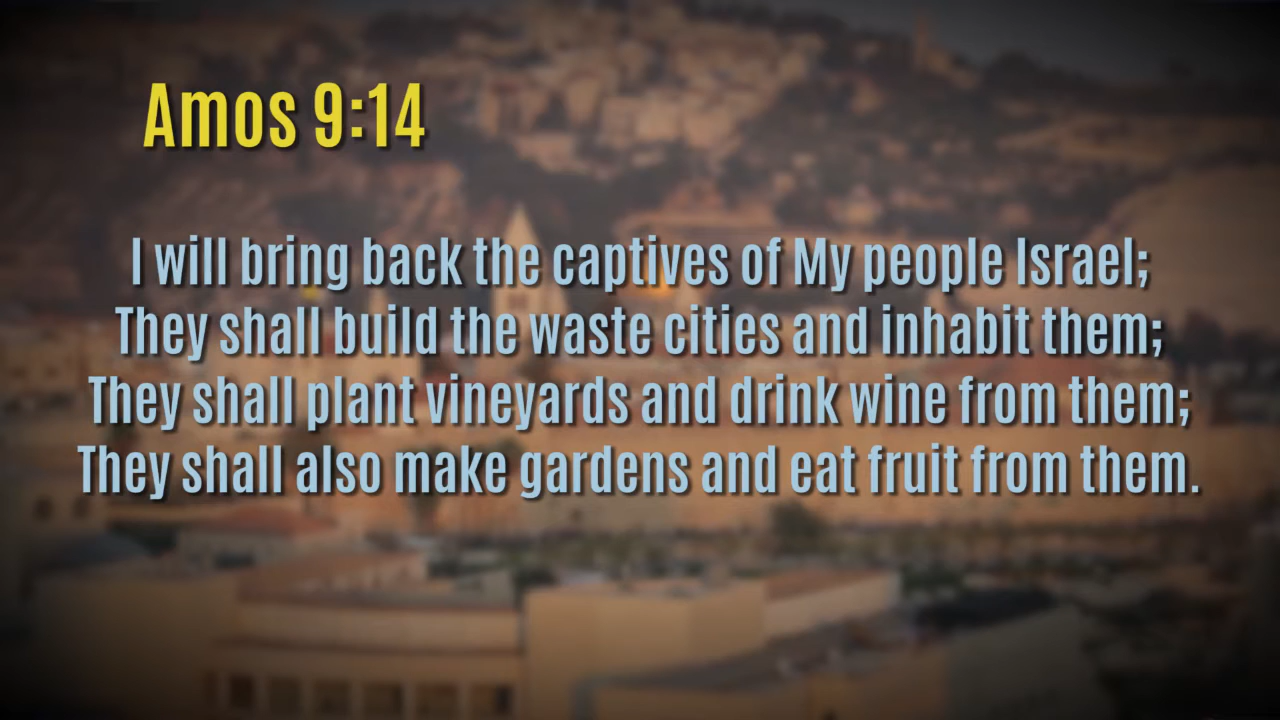 Amos 9:14
I will bring back the captives of My people Israel;
They shall build the waste cities and inhabit them;
They shall plant vineyards and drink wine from them;
They shall also make gardens and eat fruit from them.